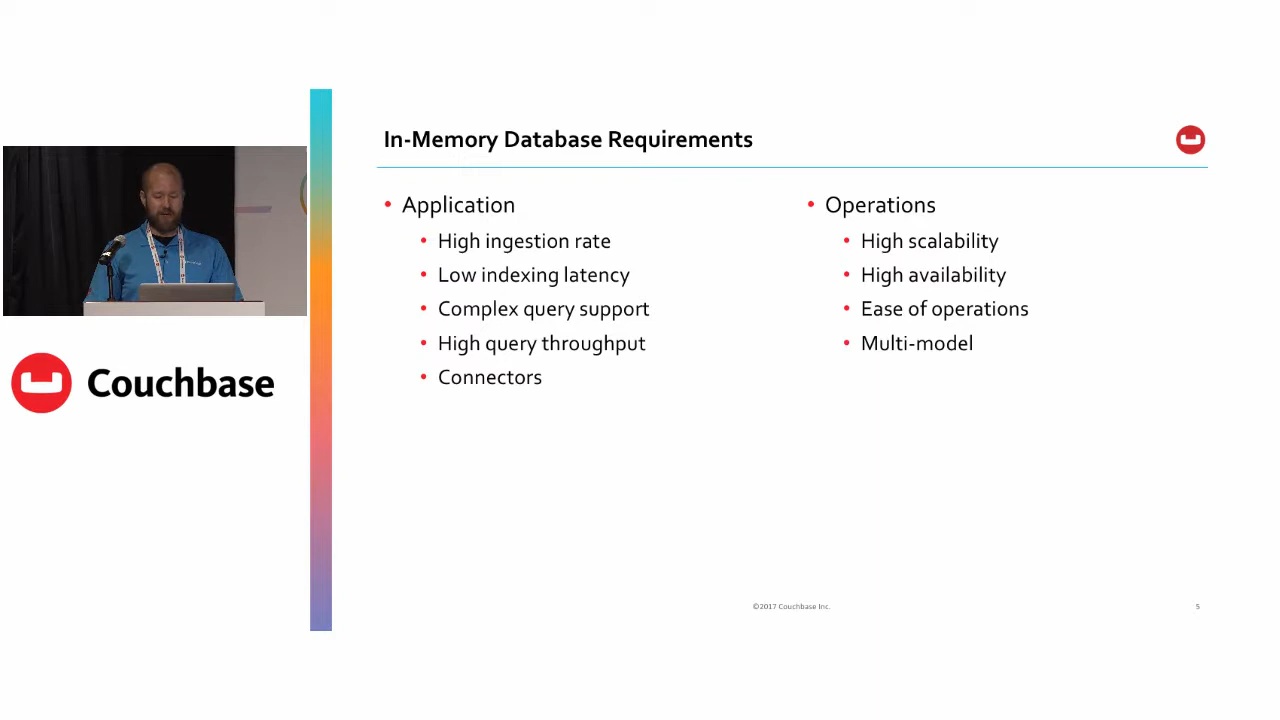 In-Memory Database Requirements
• Application
• High ingestion rate
• Low indexing latency
• Complex query support
• High query throughput
• Connectors
• Operations
• High scalability
• High availability
• Ease of operations
• Multi-model
Couchbase
©2017 Couchbase Inc.
5